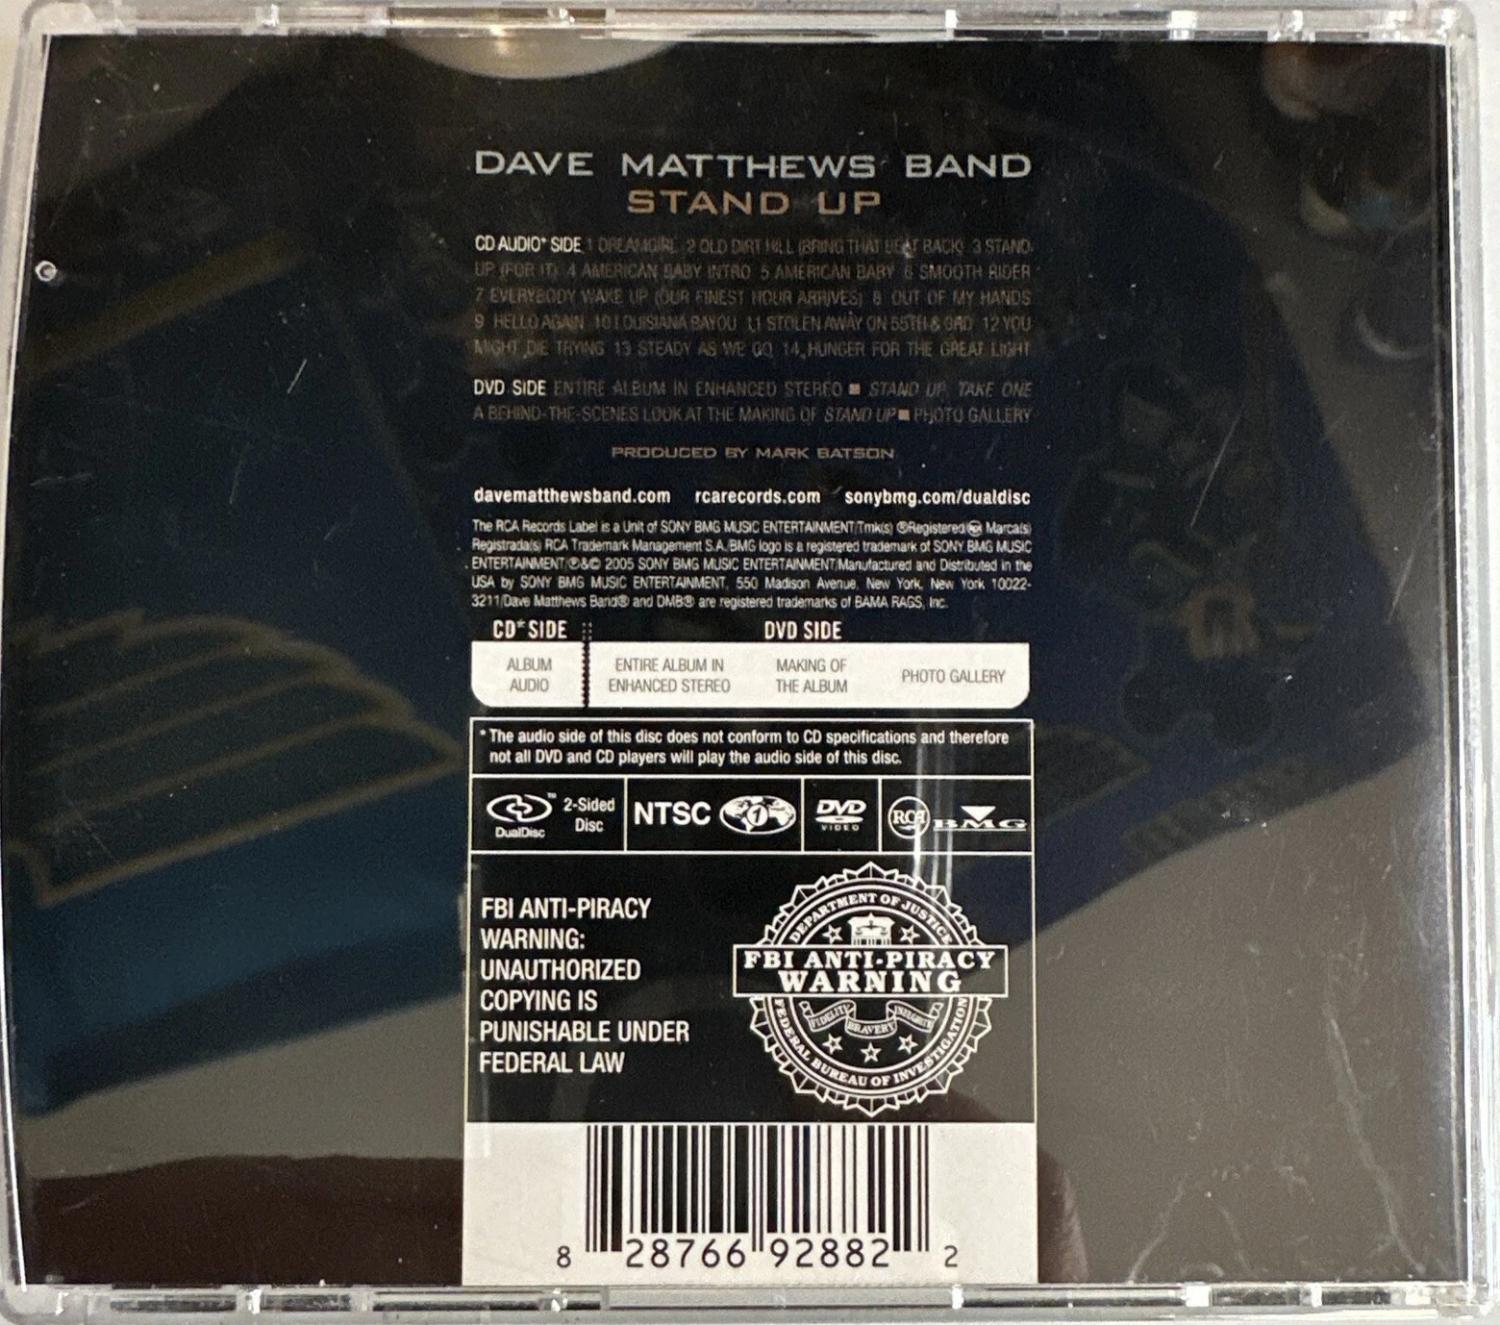 DAVE MATTHEWS BAND
STAND UP
CD AUDIO* SIDE 1 DREAMGIRL 2 OLD DIRT HILL (BRING THAT BEAT BACK) 3 STAND
UP (FOR IT) 4 AMERICAN BABY INTRO 5 AMERICAN BABY 6 SMOOTH RIDER
7 EVERYBODY WAKE UP (OUR FINEST HOUR ARRIVES) 8 OUT OF MY HANDS
9 HELLO AGAIN 10 LOUISIANA BAYOU 11 STOLEN AWAY ON 55TH & 3RD 12 YOU
MIGHT DIE TRYING 13 STEADY AS WE GO 14 HUNGER FOR THE GREAT LIGHT
DVD SIDE ENTIRE ALBUM IN ENHANCED STEREO ■ STAND UP, TAKE ONE
A BEHIND-THE-SCENES LOOK AT THE MAKING OF STAND UP ■ PHOTO GALLERY
PRODUCED BY MARK BATSON
davematthewsband.com rcarecords.com sonybmg.com/dualdisc
The RCA Records Label is a Unit of SONY BMG MUSIC ENTERTAINMENT/Tmk(s) ®Registered Marca(s)
Registrada(s) RCA Trademark Management S.A./BMG logo is a registered trademark of SONY BMG MUSIC
ENTERTAINMENT/℗&© 2005 SONY BMG MUSIC ENTERTAINMENT/Manufactured and Distributed in the
USA by SONY BMG MUSIC ENTERTAINMENT, 550 Madison Avenue, New York, New York 10022-
3211/Dave Matthews Band® and DMB® are registered trademarks of BAMA RAGS, Inc.
CD* SIDE DVD SIDE
ALBUM AUDIO
ENTIRE ALBUM IN ENHANCED STEREO
MAKING OF THE ALBUM
PHOTO GALLERY
* The audio side of this disc does not conform to CD specifications and therefore
not all DVD and CD players will play the audio side of this disc.
DualDisc™
2-Sided
Disc
NTSC
1
DVD
VIDEO
RCA
BMG
FBI ANTI-PIRACY
WARNING:
UNAUTHORIZED
COPYING IS
PUNISHABLE UNDER
FEDERAL LAW
DEPARTMENT OF JUSTICE
FBI ANTI-PIRACY
WARNING
FIDELITY BRAVERY INTEGRITY
FEDERAL BUREAU OF INVESTIGATION
8 28766 92882 2